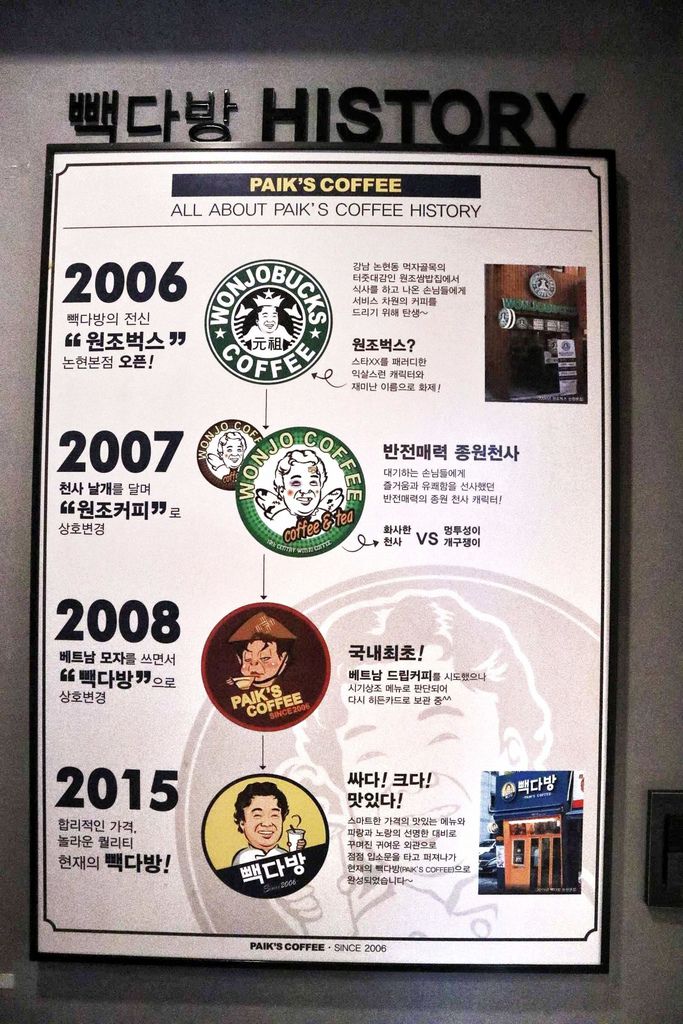 빽다방 HISTORY
PAIK'S COFFEE
ALL ABOUT PAIK'S COFFEE HISTORY
2006
빽다방의 전신
“원조벅스”
논현본점 오픈!
WONJOBUCKS
元祖
COFFEE
강남 논현동 먹자골목의
터줏대감인 원조쌈밥집에서
식사를 하고 나온 손님들에게
서비스 차원의 커피를
드리기 위해 탄생~
원조벅스?
스타XX를 패러디한
익살스런 캐릭터와
재미난 이름으로 화제!
WONJOBUCKS
2007
천사 날개를 달며
“원조커피”로
상호변경
WONJO COFFEE
WONJO COFFEE
coffee & tea
반전매력 종원천사
대기하는 손님들에게
즐거움과 유쾌함을 선사했던
반전매력의 종원 천사 캐릭터!
화사한
천사
VS
멍투성이
개구쟁이
2008
베트남 모자를 쓰면서
“빽다방”으로
상호변경
PAIK'S
COFFEE
SINCE 2006
국내최초!
베트남 드립커피를 시도했으나
시기상조 메뉴로 판단되어
다시 히든카드로 보관 중^^
2015
합리적인 가격,
놀라운 퀄리티
현재의 빽다방!
빽다방
Since 2006
싸다! 크다!
맛있다!
스마트한 가격의 맛있는 메뉴와
파랑과 노랑의 선명한 대비로
꾸며진 귀여운 외관으로
점점 입소문을 타고 퍼져나가
현재의 빽다방(PAIK'S COFFEE)으로
완성되었습니다~
빽다방
PAIK'S COFFEE
PAIK'S COFFEE · SINCE 2006